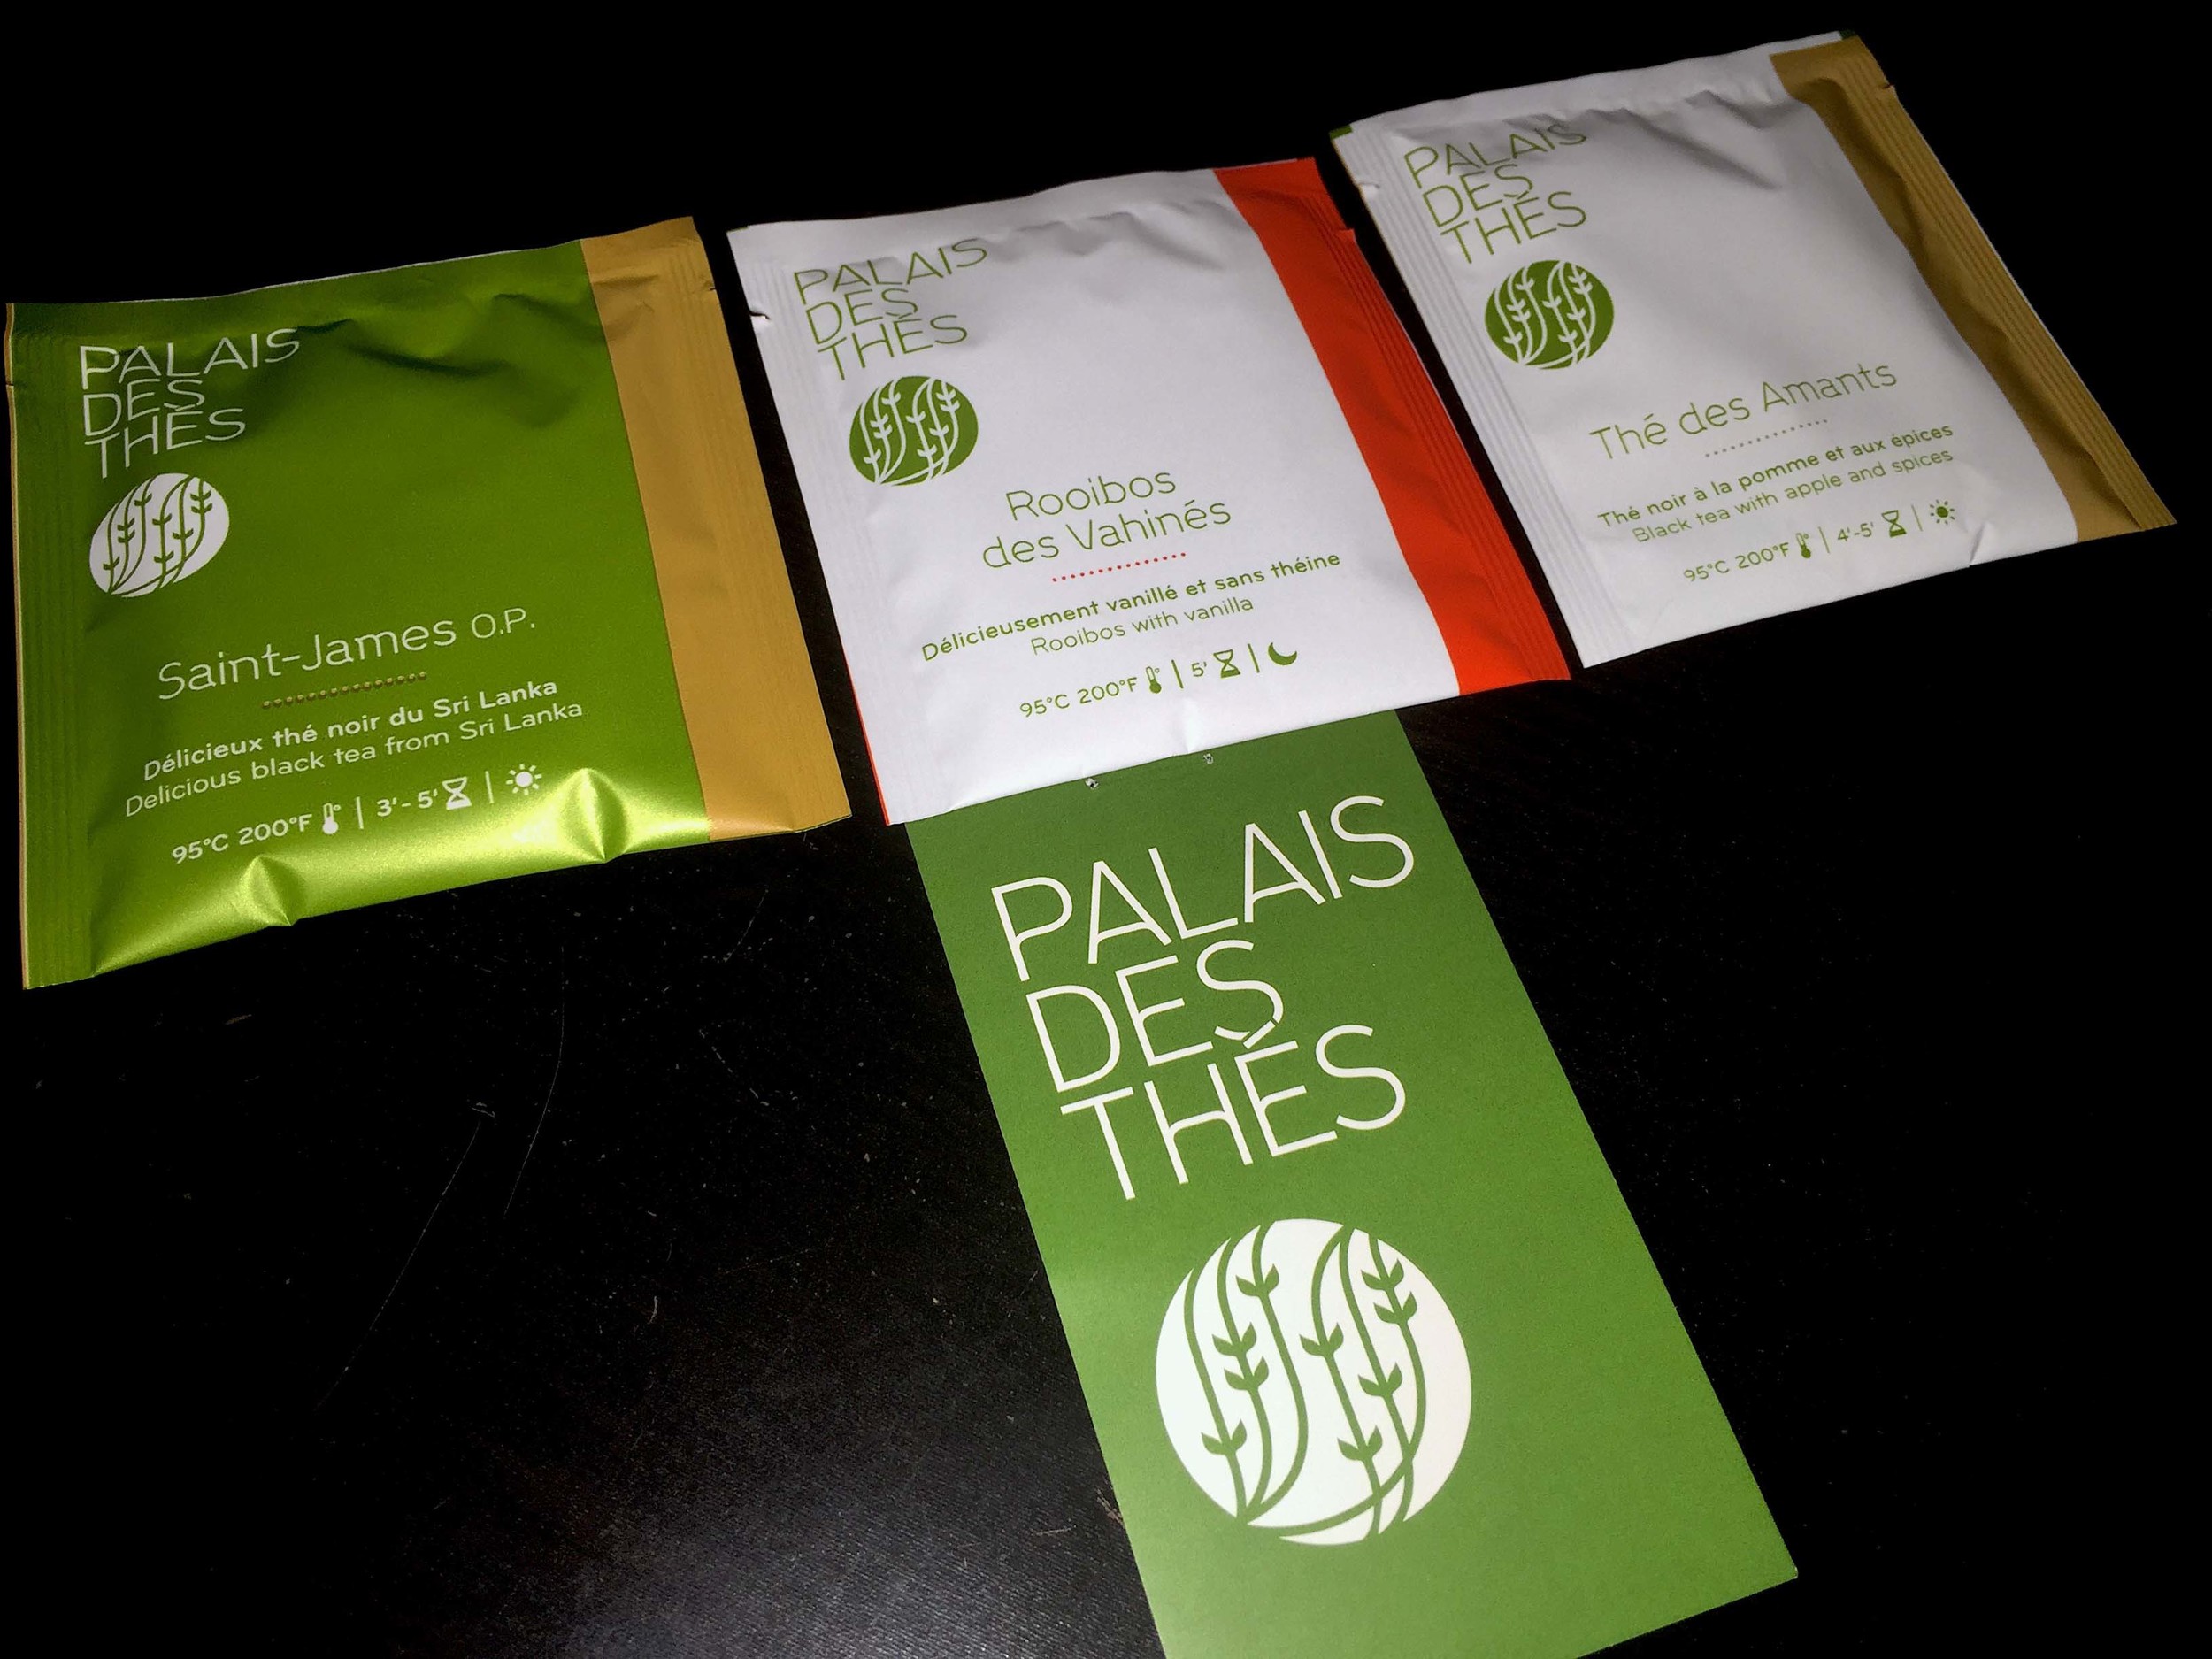 PALAIS
DES
THÉS
Saint-James O.P.
Délicieux thé noir du Sri Lanka
Delicious black tea from Sri Lanka
95°C 200°F | 3'- 5' |
PALAIS
DES
THÉS
Rooibos
des Vahinés
Délicieusement vanillé et sans théine
Rooibos with vanilla
95°C 200°F | 5' |
PALAIS
DES
THÉS
Thé des Amants
Thé noir à la pomme et aux épices
Black tea with apple and spices
95°C 200°F | 4'-5' |
PALAIS
DES
THÉS